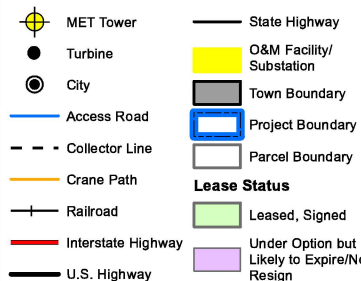 MET Tower
Turbine
City
Access Road
Collector Line
Crane Path
Railroad
Interstate Highway
U.S. Highway
State Highway
O&M Facility/
Substation
Town Boundary
Project Boundary
Parcel Boundary
Lease Status
Leased, Signed
Under Option but
Likely to Expire/No
Resign